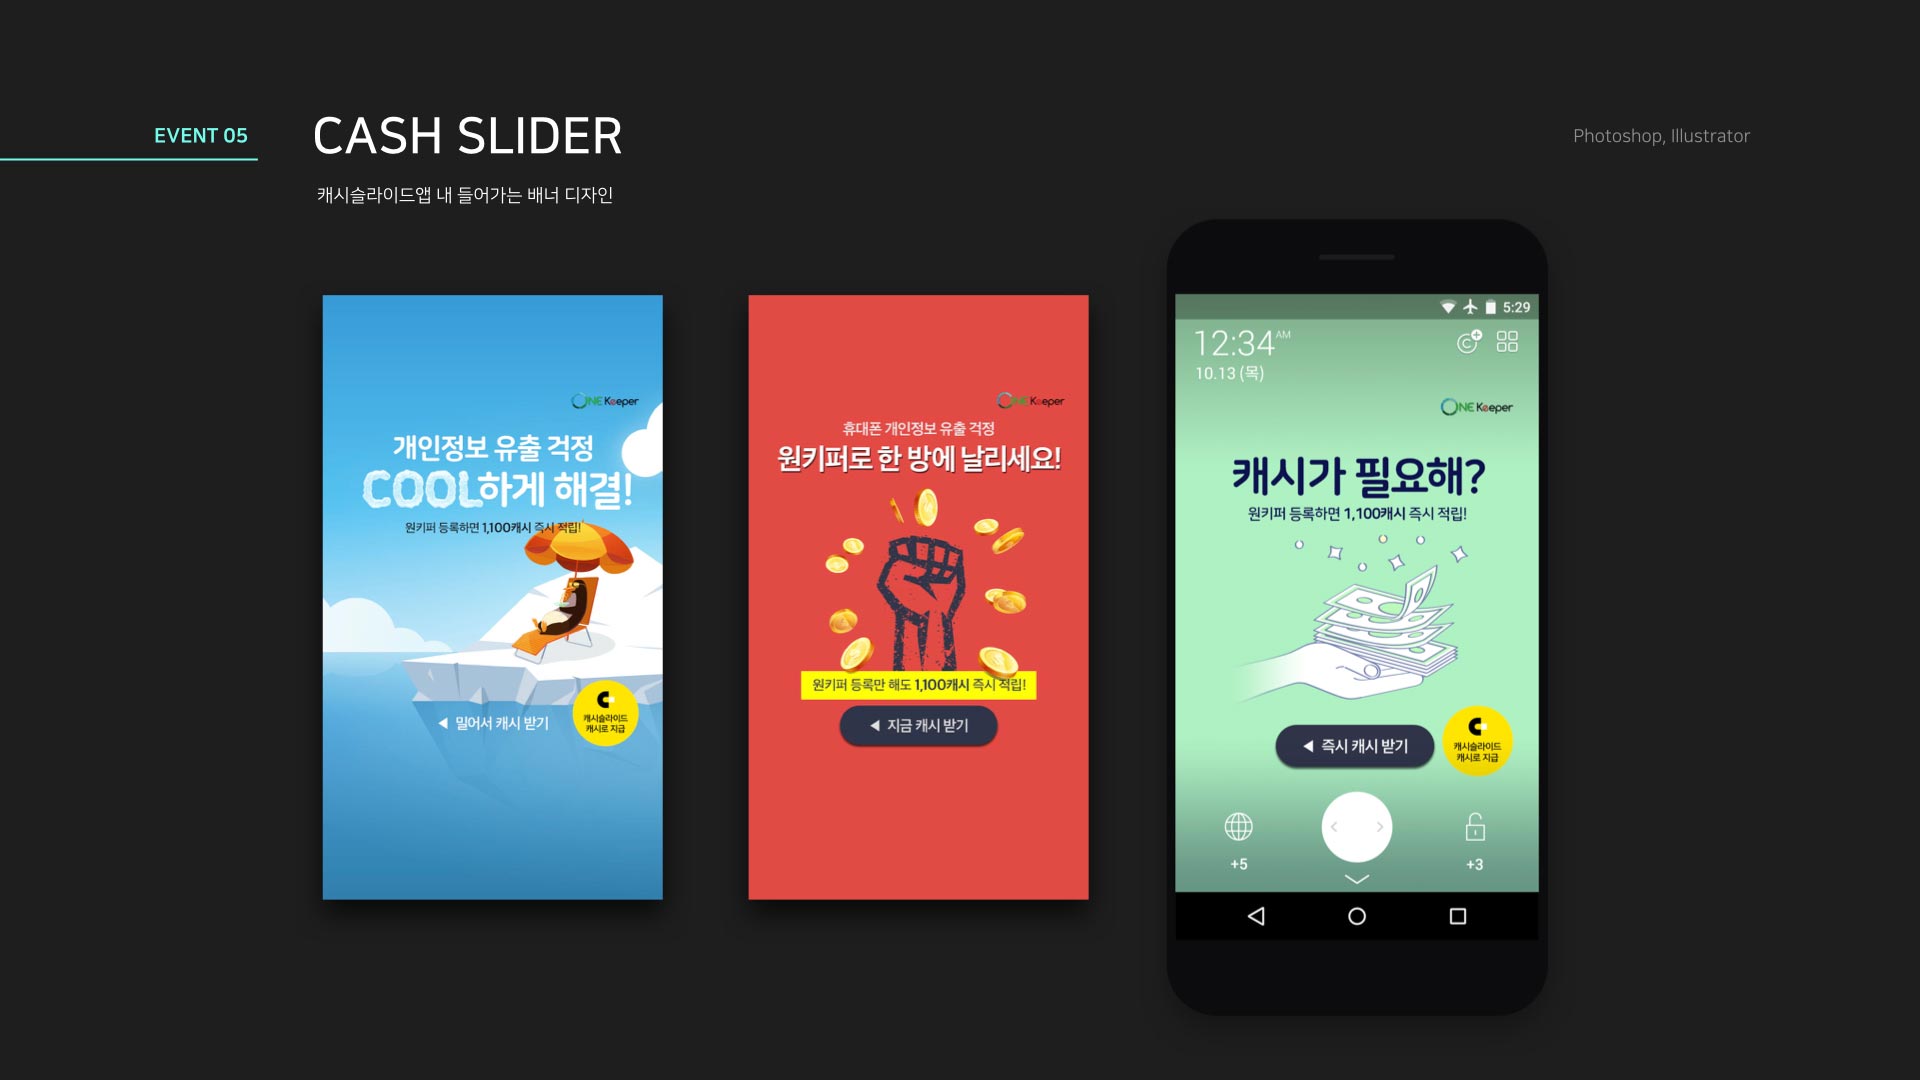 EVENT 05
CASH SLIDER
캐시슬라이드앱 내 들어가는 배너 디자인
Photoshop, Illustrator
ONE Keeper
개인정보 유출 걱정
COOL하게 해결!
원키퍼 등록하면 1,100캐시 즉시 적립!
◀ 밀어서 캐시 받기
캐시슬라이드
캐시로 지급
ONE Keeper
휴대폰 개인정보 유출 걱정
원키퍼로 한 방에 날리세요!
원키퍼 등록만 해도 1,100캐시 즉시 적립!
◀ 지금 캐시 받기
5:29
12:34 AM
10.13 (목)
ONE Keeper
캐시가 필요해?
원키퍼 등록하면 1,100캐시 즉시 적립!
◀ 즉시 캐시 받기
캐시슬라이드
캐시로 지급
+5
+3